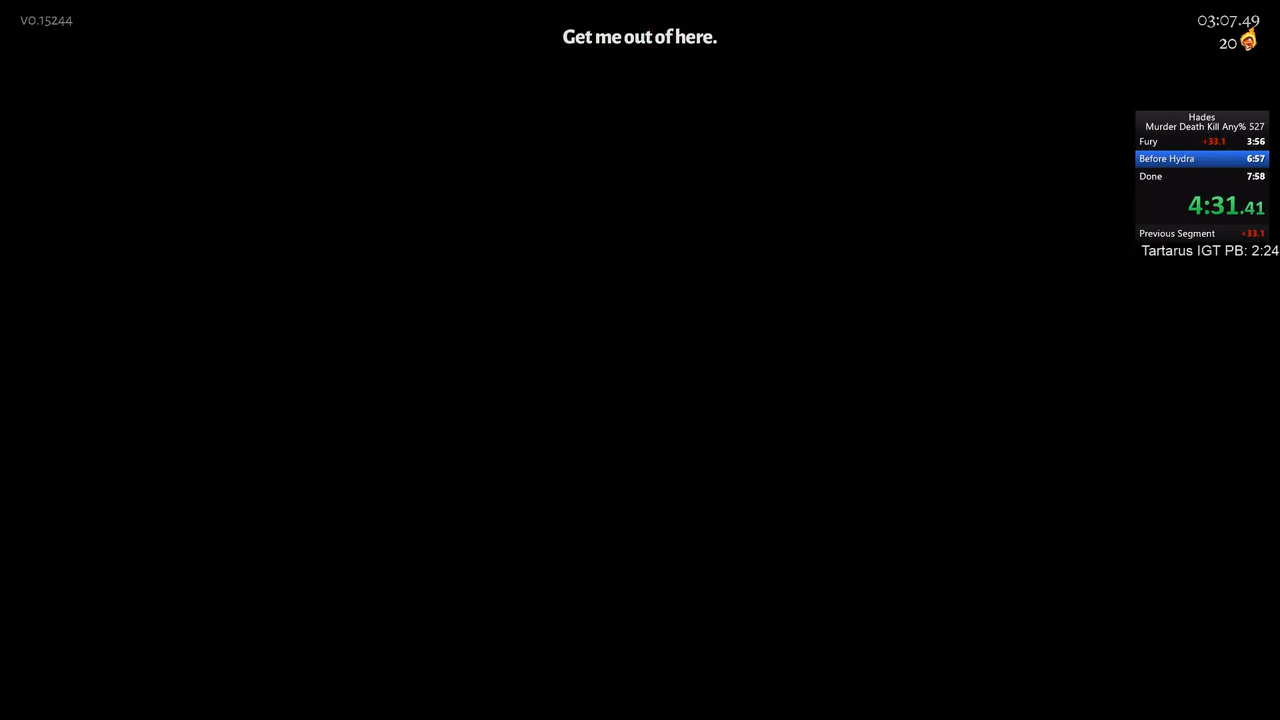 V0.15244
Get me out of here.
03:07.49
20
Hades
Murder Death Kill Any% 527
Fury +33.1 3:56
Before Hydra 6:57
Done 7:58
4:31.41
Previous Segment +33.1
Tartarus IGT PB: 2:24